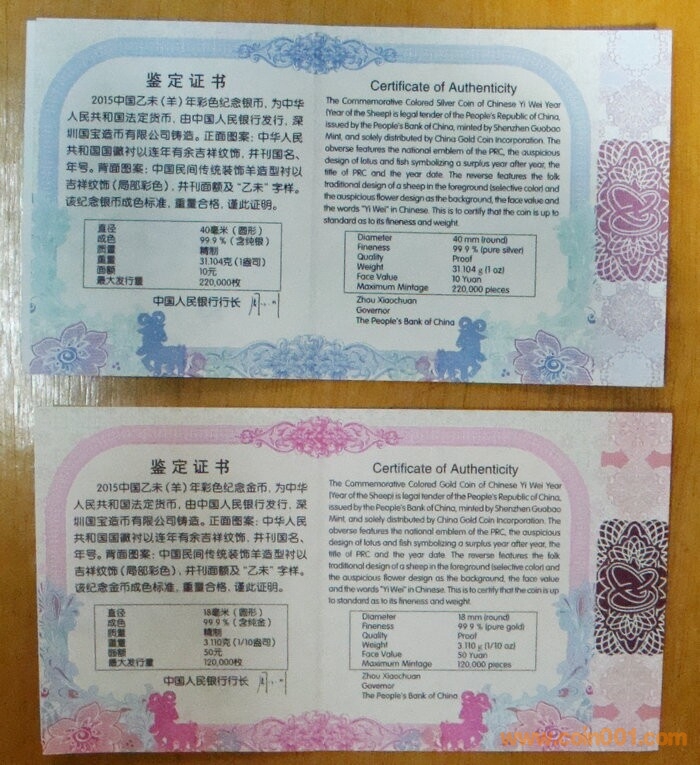 鉴定证书
2015中国乙未(羊)年彩色纪念银币,为中华
人民共和国法定货币,由中国人民银行发行,深
圳国宝造币有限公司铸造。正面图案:中华人民
共和国国徽衬以连年有余吉祥纹饰,并刊国名、
年号。背面图案:中国民间传统装饰羊造型衬以
吉祥纹饰(局部彩色),并刊面额及“乙未”字样。
该纪念银币成色标准,重量合格,谨此证明。
直径 40毫米(圆形)
成色 99.9%(含纯银)
质量 精制
重量 31.104克(1盎司)
面额 10元
最大发行量 220,000枚
中国人民银行行长
Certificate of Authenticity
The Commemorative Colored Silver Coin of Chinese Yi Wei Year
(Year of the Sheep) is legal tender of the People's Republic of China,
issued by the People's Bank of China, minted by Shenzhen Guobao
Mint, and solely distributed by China Gold Coin Incorporation. The
obverse features the national emblem of the PRC, the auspicious
design of lotus and fish symbolizing a surplus year after year, the
title of PRC and the year date. The reverse features the folk
traditional design of a sheep in the foreground (selective color) and
the auspicious flower design as the background, the face value and
the words "Yi Wei" in Chinese. This is to certify that the coin is up to
standard as to its fineness and weight.
Diameter 40 mm (round)
Fineness 99.9 % (pure silver)
Quality Proof
Weight 31.104 g (1 oz)
Face Value 10 Yuan
Maximum Mintage 220,000 pieces
Zhou Xiaochuan
Governor
The People's Bank of China
鉴定证书
2015中国乙未(羊)年彩色纪念金币,为中华
人民共和国法定货币,由中国人民银行发行,深
圳国宝造币有限公司铸造。正面图案:中华人民
共和国国徽衬以连年有余吉祥纹饰,并刊国名、
年号。背面图案:中国民间传统装饰羊造型衬以
吉祥纹饰(局部彩色),并刊面额及“乙未”字样。
该纪念金币成色标准,重量合格,谨此证明。
直径 18毫米(圆形)
成色 99.9%(含纯金)
质量 精制
重量 3.110克(1/10盎司)
面额 50元
最大发行量 120,000枚
中国人民银行行长
Certificate of Authenticity
The Commemorative Colored Gold Coin of Chinese Yi Wei Year
(Year of the Sheep) is legal tender of the People's Republic of China,
issued by the People's Bank of China, minted by Shenzhen Guobao
Mint, and solely distributed by China Gold Coin Incorporation. The
obverse features the national emblem of the PRC, the auspicious
design of lotus and fish symbolizing a surplus year after year, the
title of PRC and the year date. The reverse features the folk
traditional design of a sheep in the foreground (selective color) and
the auspicious flower design as the background, the face value
and the words "Yi Wei" in Chinese. This is to certify that the coin is up
to standard as to its fineness and weight.
Diameter 18 mm (round)
Fineness 99.9 % (pure gold)
Quality Proof
Weight 3.110 g (1/10 oz)
Face Value 50 Yuan
Maximum Mintage 120,000 pieces
Zhou Xiaochuan
Governor
The People's Bank of China
www.coin001.com